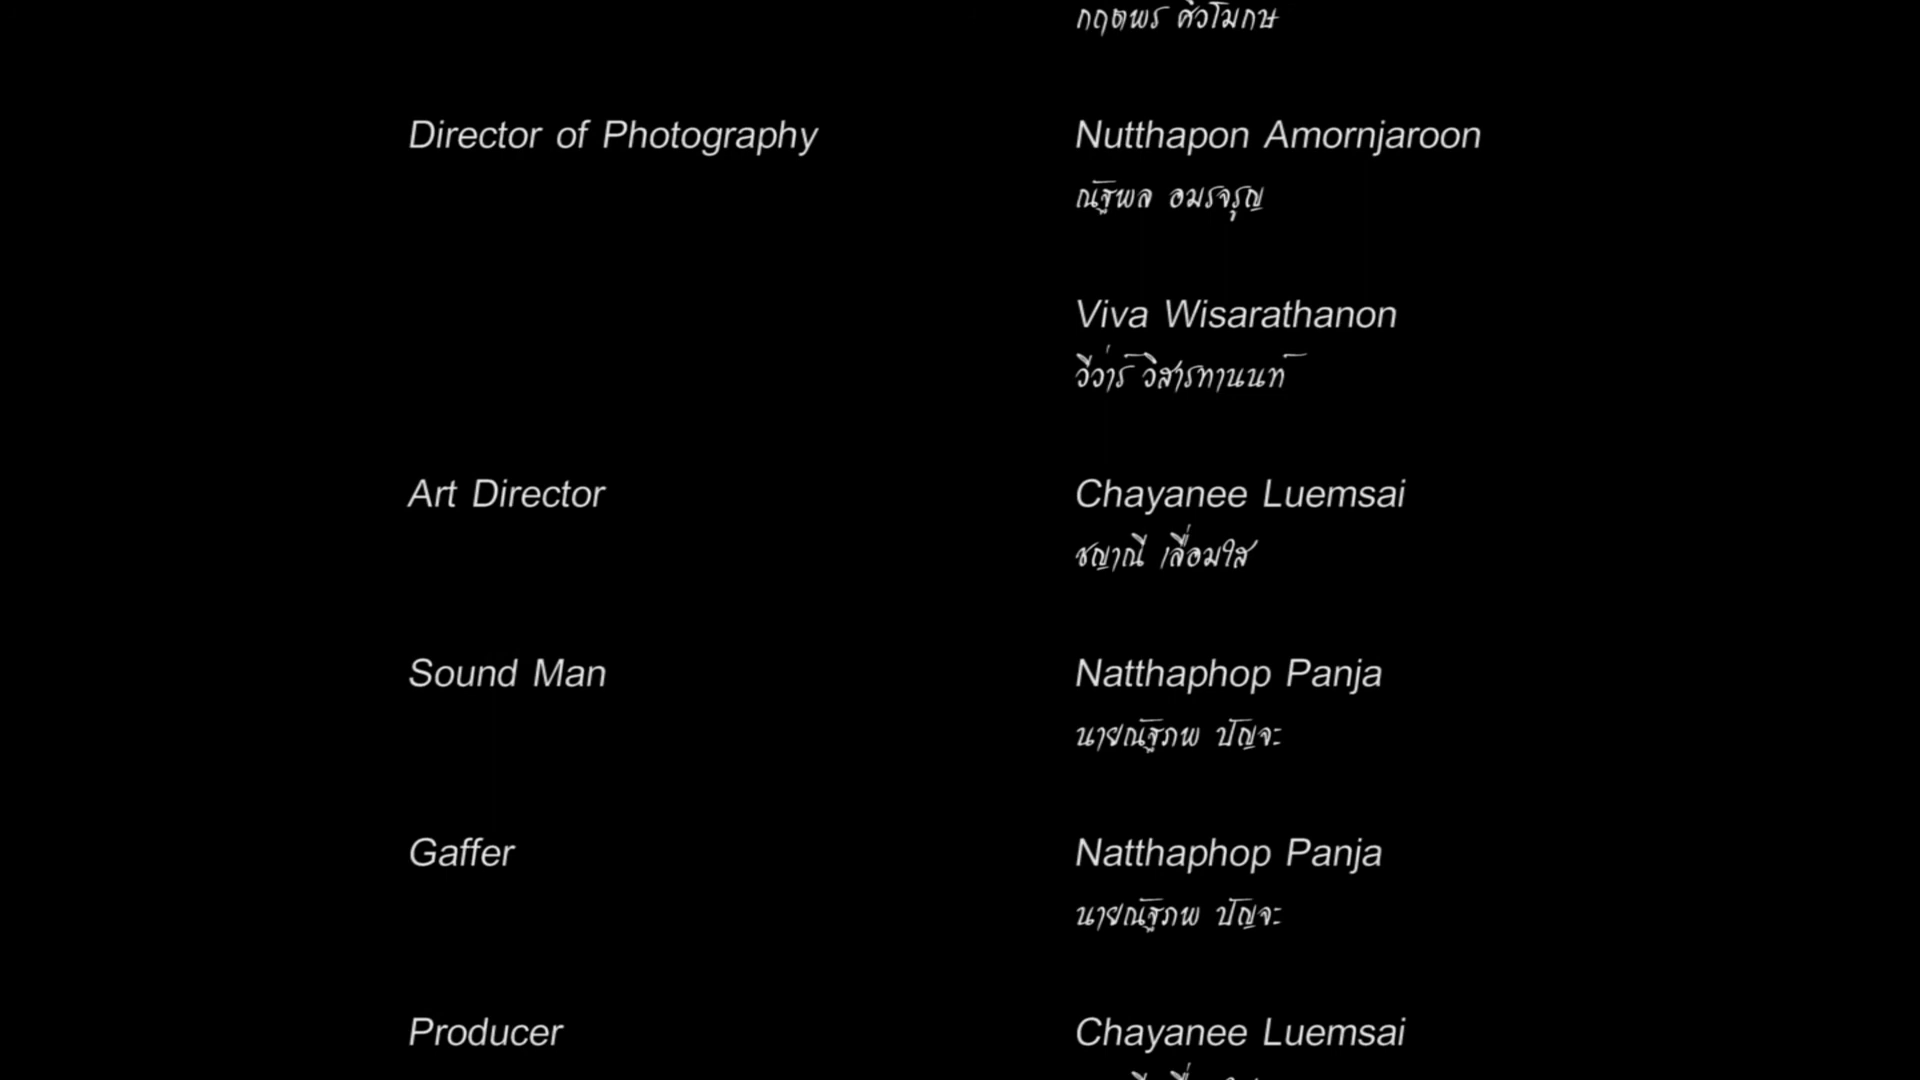 กฤตพร ศิวโมกษ
Director of Photography Nutthapon Amornjaroon
ณัฐพล อมรจรูญ
Viva Wisarathanon
วีว่าร์ วิสารทานนท์
Art Director Chayanee Luemsai
ชญาณี เลื่อมใส
Sound Man Natthaphop Panja
นายณัฐภพ ปัญจะ
Gaffer Natthaphop Panja
นายณัฐภพ ปัญจะ
Producer Chayanee Luemsai